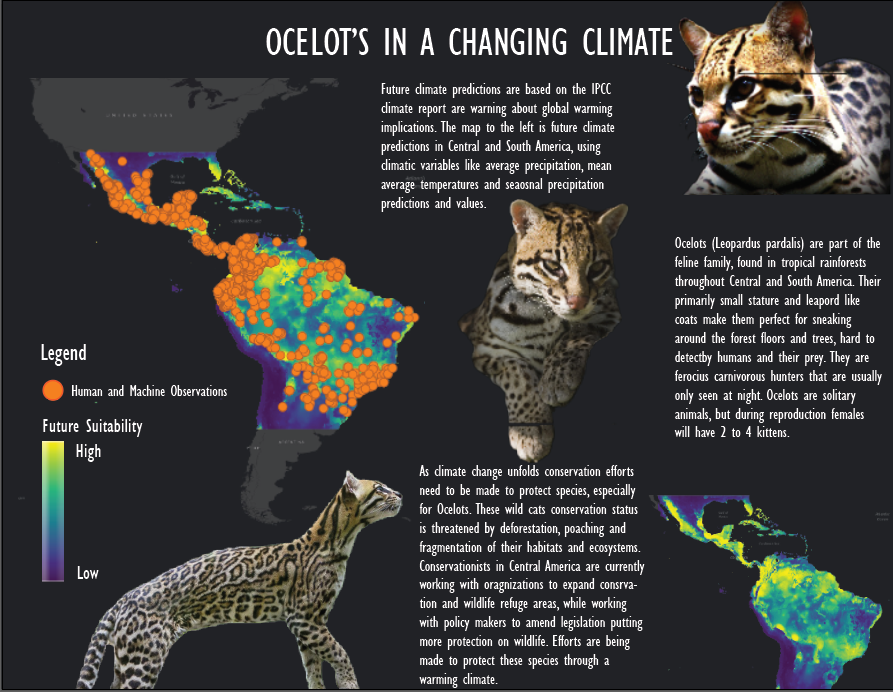 OCELOT'S IN A CHANGING CLIMATE
Future climate predictions are based on the IPCC
climate report are warning about global warming
implications. The map to the left is future climate
predictions in Central and South America, using
climatic variables like average precipitation, mean
average temperatures and seaosnal precipitation
predictions and values.
UNITED STATES
Ocelots (Leopardus pardalis) are part of the
feline family, found in tropical rainforests
throughout Central and South America. Their
primarily small stature and leapord like
coats make them perfect for sneaking
around the forest floors and trees, hard to
detectby humans and their prey. They are
ferocius carnivorous hunters that are usually
only seen at night. Ocelots are solitary
animals, but during reproduction females
will have 2 to 4 kittens.
Legend
Human and Machine Observations
Future Suitability
High
Low
As climate change unfolds conservation efforts
need to be made to protect species, especially
for Ocelots. These wild cats conservation status
is threatened by deforestation, poaching and
fragmentation of their habitats and ecosystems.
Conservationists in Central America are currently
working with oragnizations to expand consrva-
tion and wildlife refuge areas, while working
with policy makers to amend legislation putting
more protection on wildlife. Efforts are being
made to protect these species through a
warming climate.